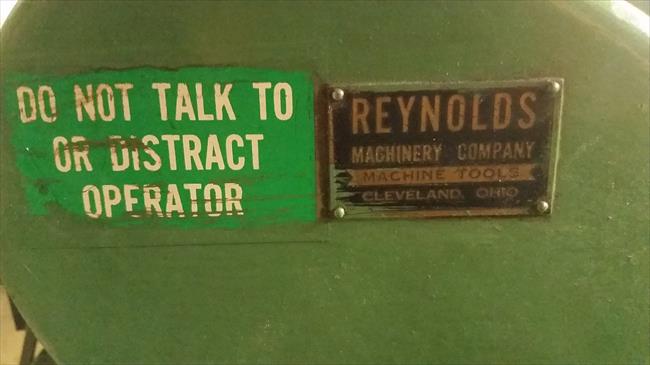 DO NOT TALK TO
OR DISTRACT
OPERATOR
REYNOLDS
MACHINERY COMPANY
MACHINE TOOLS
CLEVELAND, OHIO